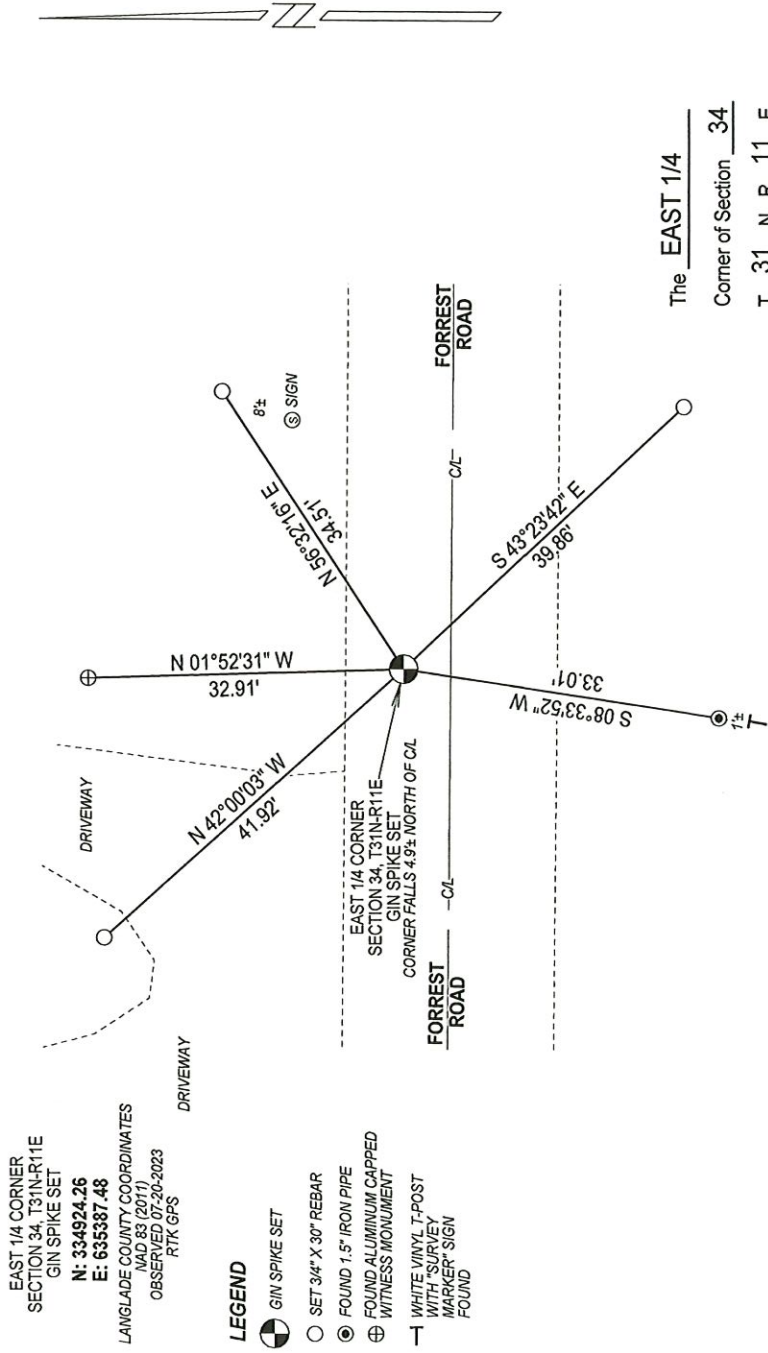 EAST 1/4 CORNER
SECTION 34, T31N-R11E
GIN SPIKE SET
N: 334924.26
E: 635387.48
LANGLADE COUNTY COORDINATES
NAD 83 (2011)
OBSERVED 07-20-2023
RTK GPS
LEGEND
GIN SPIKE SET
SET 3/4" X 30" REBAR
FOUND 1.5" IRON PIPE
FOUND ALUMINUM CAPPED
WITNESS MONUMENT
T
WHITE VINYL T-POST
WITH "SURVEY
MARKER" SIGN
FOUND
DRIVEWAY
DRIVEWAY
N 42°00'03" W
41.92'
N 01°52'31" W
32.91'
N 56°32'16" E
34.51'
8'±
S SIGN
EAST 1/4 CORNER
SECTION 34, T31N-R11E
GIN SPIKE SET
CORNER FALLS 4.9'± NORTH OF C/L
FORREST
ROAD
C/L
C/L
FORREST
ROAD
S 43°23'42" E
39.86'
S 08°33'52" W
33.01'
1'±
T
N
The EAST 1/4
Corner of Section 34
T 31 N R 11 E